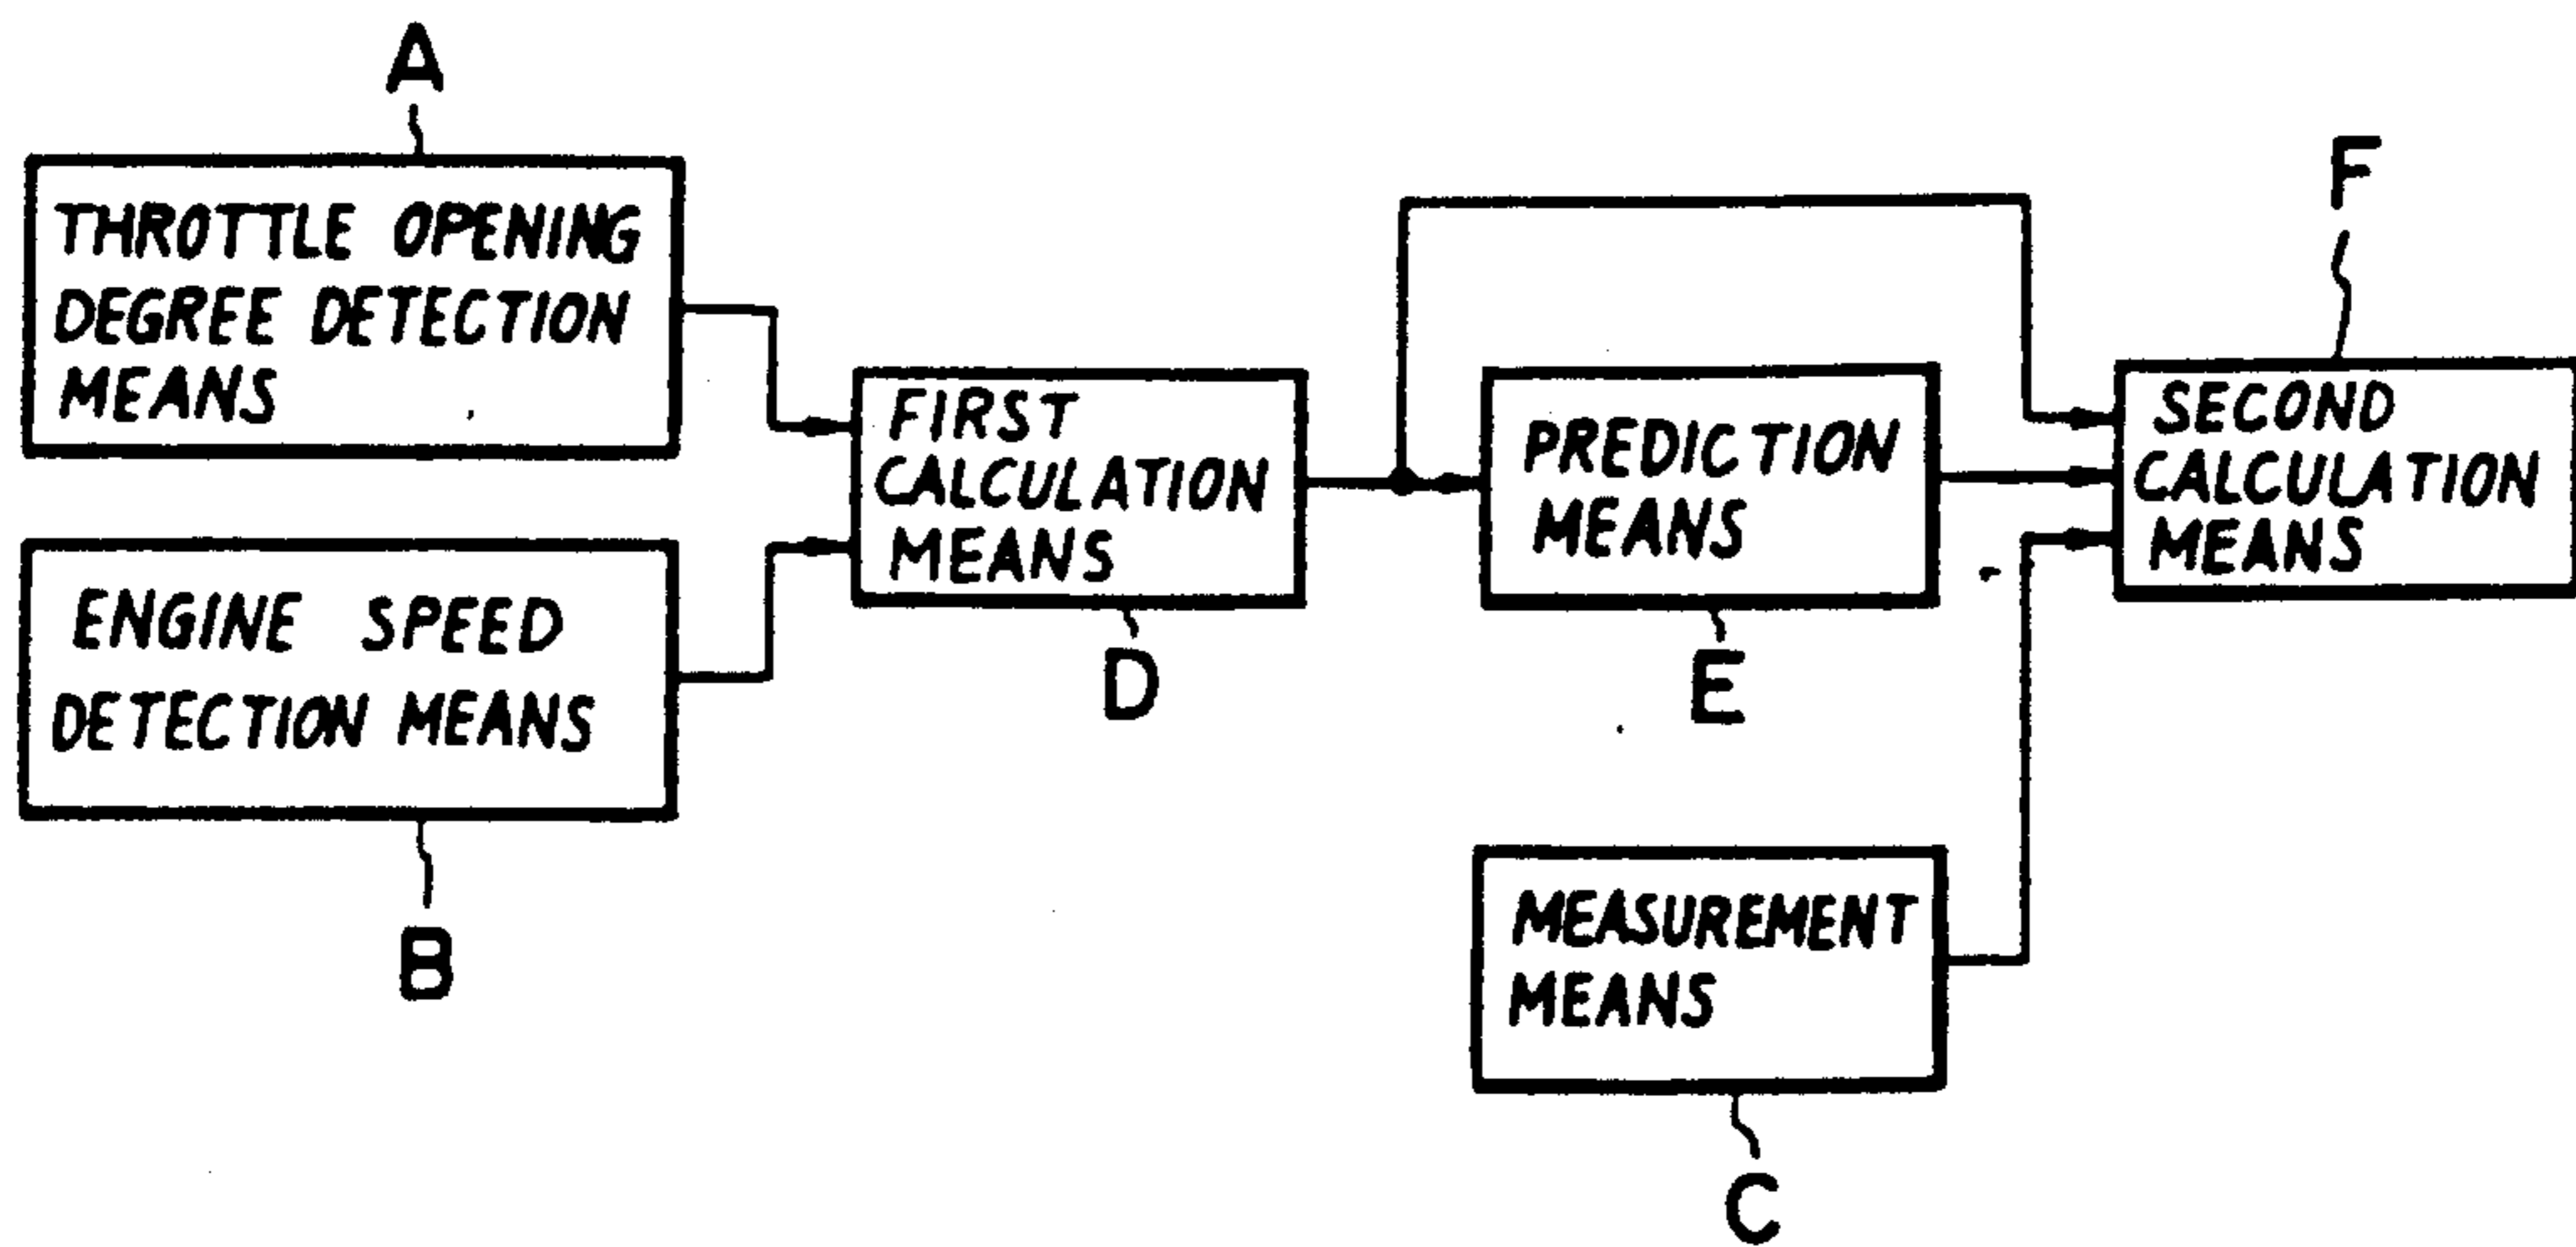 A
THROTTLE OPENING
DEGREE DETECTION
MEANS
ENGINE SPEED
DETECTION MEANS
B
FIRST
CALCULATION
MEANS
D
PREDICTION
MEANS
E
MEASUREMENT
MEANS
C
F
SECOND
CALCULATION
MEANS